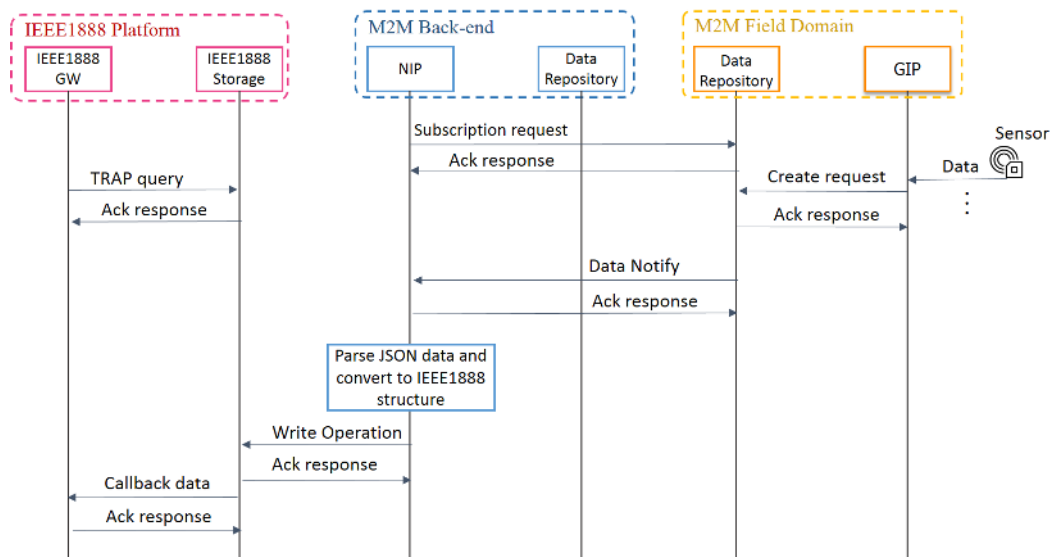 IEEE1888 Platform
M2M Back-end
M2M Field Domain
IEEE1888
GW
IEEE1888
Storage
NIP
Data
Repository
Data
Repository
GIP
Sensor
Subscription request
Ack response
Data
TRAP query
Create request
Ack response
Ack response
Data Notify
Ack response
Parse JSON data and
convert to IEEE1888
structure
Write Operation
Ack response
Callback data
Ack response